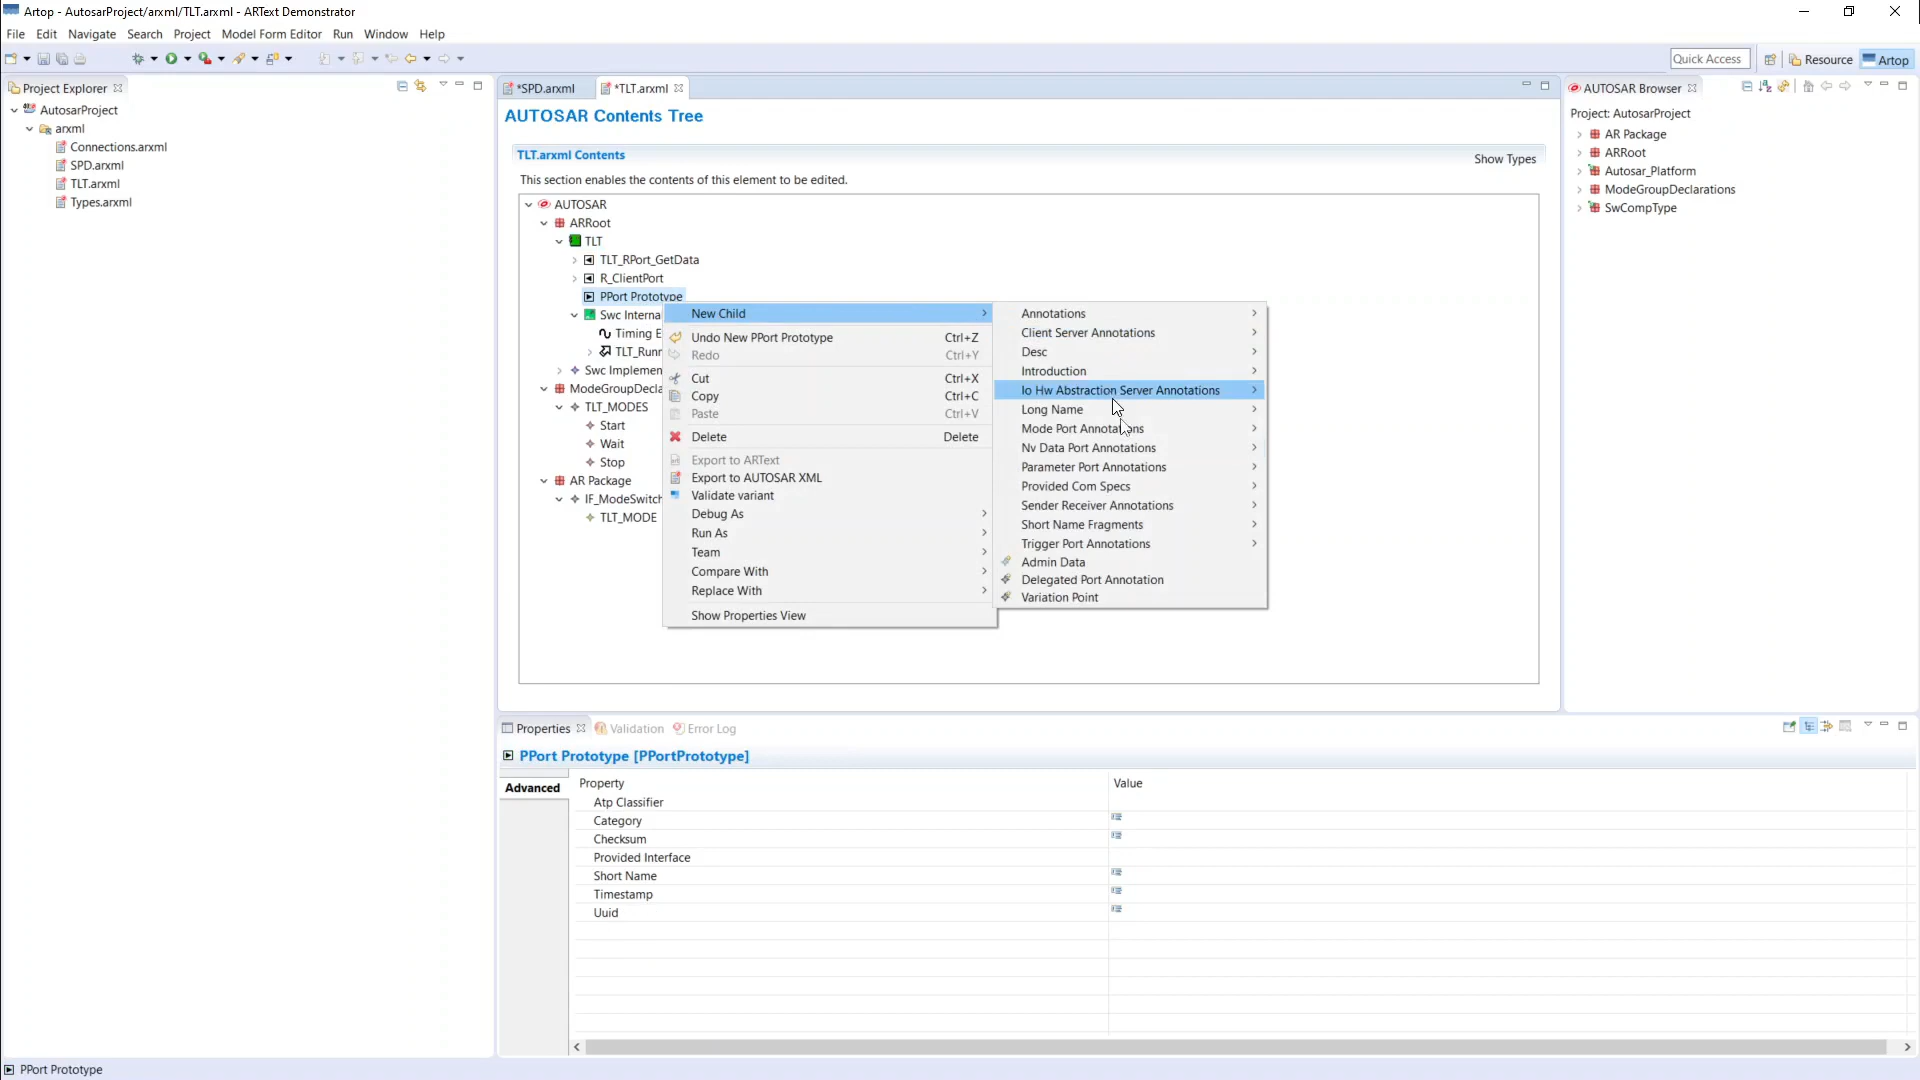 Artop - AutosarProject/arxml/TLT.arxml - ARText Demonstrator
File Edit Navigate Search Project Model Form Editor Run Window Help
Quick Access Resource Artop
Project Explorer
AutosarProject
arxml
Connections.arxml
SPD.arxml
TLT.arxml
Types.arxml
*SPD.arxml *TLT.arxml
AUTOSAR Contents Tree
TLT.arxml Contents
Show Types
This section enables the contents of this element to be edited.
AUTOSAR
ARRoot
TLT
TLT_RPort_GetData
R_ClientPort
PPort Prototype
Swc Interna
Timing E
TLT_Runr
Swc Implemen
ModeGroupDecla
TLT_MODES
Start
Wait
Stop
AR Package
IF_ModeSwitch
TLT_MODE
New Child
Undo New PPort Prototype Ctrl+Z
Redo Ctrl+Y
Cut Ctrl+X
Copy Ctrl+C
Paste Ctrl+V
Delete Delete
Export to ARText
Export to AUTOSAR XML
Validate variant
Debug As
Run As
Team
Compare With
Replace With
Show Properties View
Annotations
Client Server Annotations
Desc
Introduction
Io Hw Abstraction Server Annotations
Long Name
Mode Port Annotations
Nv Data Port Annotations
Parameter Port Annotations
Provided Com Specs
Sender Receiver Annotations
Short Name Fragments
Trigger Port Annotations
Admin Data
Delegated Port Annotation
Variation Point
AUTOSAR Browser
Project: AutosarProject
AR Package
ARRoot
Autosar_Platform
ModeGroupDeclarations
SwCompType
Properties Validation Error Log
PPort Prototype [PPortPrototype]
Advanced
Property Value
Atp Classifier
Category
Checksum
Provided Interface
Short Name
Timestamp
Uuid
PPort Prototype